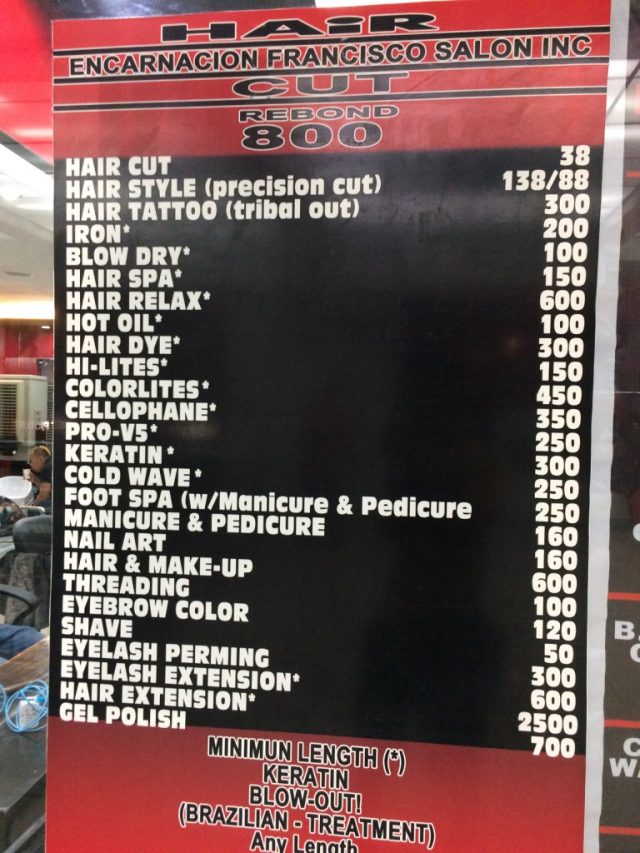 HAiR
ENCARNACION FRANCISCO SALON INC
CUT
REBOND
800
HAIR CUT 38
HAIR STYLE (precision cut) 138/88
HAIR TATTOO (tribal out) 300
IRON* 200
BLOW DRY* 100
HAIR SPA* 150
HAIR RELAX* 600
HOT OIL* 100
HAIR DYE* 300
HI-LITES* 150
COLORLITES* 450
CELLOPHANE* 350
PRO-V5* 250
KERATIN* 300
COLD WAVE* 250
FOOT SPA (w/Manicure & Pedicure 250
MANICURE & PEDICURE 160
NAIL ART 160
HAIR & MAKE-UP 600
THREADING 100
EYEBROW COLOR 120
SHAVE 50
EYELASH PERMING 300
EYELASH EXTENSION* 600
HAIR EXTENSION* 2500
GEL POLISH 700
MINIMUN LENGTH (*)
KERATIN
BLOW-OUT!
(BRAZILIAN - TREATMENT)
Any Length